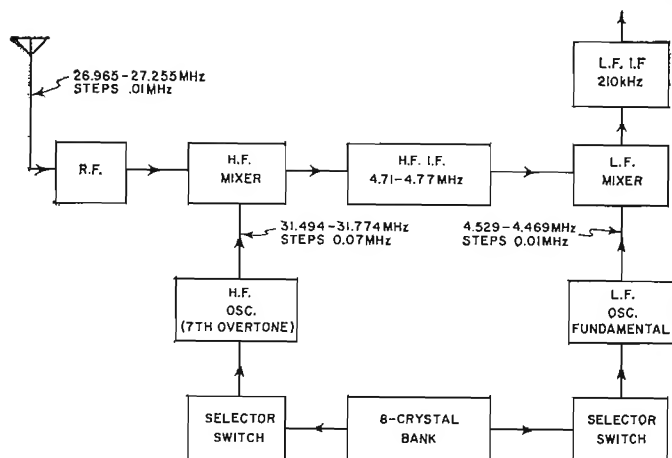 26.965-27.255MHz
STEPS .01MHz
L.F. I.F
210kHz
R.F.
H.F.
MIXER
H.F. I.F.
4.71-4.77MHz
L.F.
MIXER
31.494-31.774MHz
STEPS 0.07MHz
4.529-4.469MHz
STEPS 0.01MHz
H.F.
OSC.
(7TH OVERTONE)
L.F.
OSC.
FUNDAMENTAL
SELECTOR
SWITCH
8-CRYSTAL
BANK
SELECTOR
SWITCH